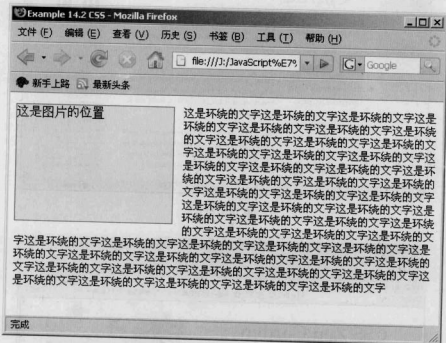 Example 14.2 CSS - Mozilla Firefox
文件 (F) 编辑 (E) 查看 (V) 历史 (S) 书签 (B) 工具 (T) 帮助 (H)
file:///J:/JavaScript%E7% G Google
新手上路 最新头条
这是图片的位置
这是环绕的文字这是环绕的文字这是环绕的文字这是
环绕的文字这是环绕的文字这是环绕的文字这是环绕
的文字这是环绕的文字这是环绕的文字这是环绕的文
字这是环绕的文字这是环绕的文字这是环绕的文字这
是环绕的文字这是环绕的文字这是环绕的文字这是环
绕的文字这是环绕的文字这是环绕的文字这是环绕的
文字这是环绕的文字这是环绕的文字这是环绕的文字
这是环绕的文字这是环绕的文字这是环绕的文字这是
环绕的文字这是环绕的文字这是环绕的文字这是环绕
的文字这是环绕的文字这是环绕的文字这是环绕的文
字这是环绕的文字这是环绕的文字这是环绕的文字这是环绕的文字这是环绕的文字这是
环绕的文字这是环绕的文字这是环绕的文字这是环绕的文字这是环绕的文字这是环绕的
文字这是环绕的文字这是环绕的文字这是环绕的文字这是环绕的文字这是环绕的文字这
是环绕的文字这是环绕的文字这是环绕的文字这是环绕的文字这是环绕的文字
完成